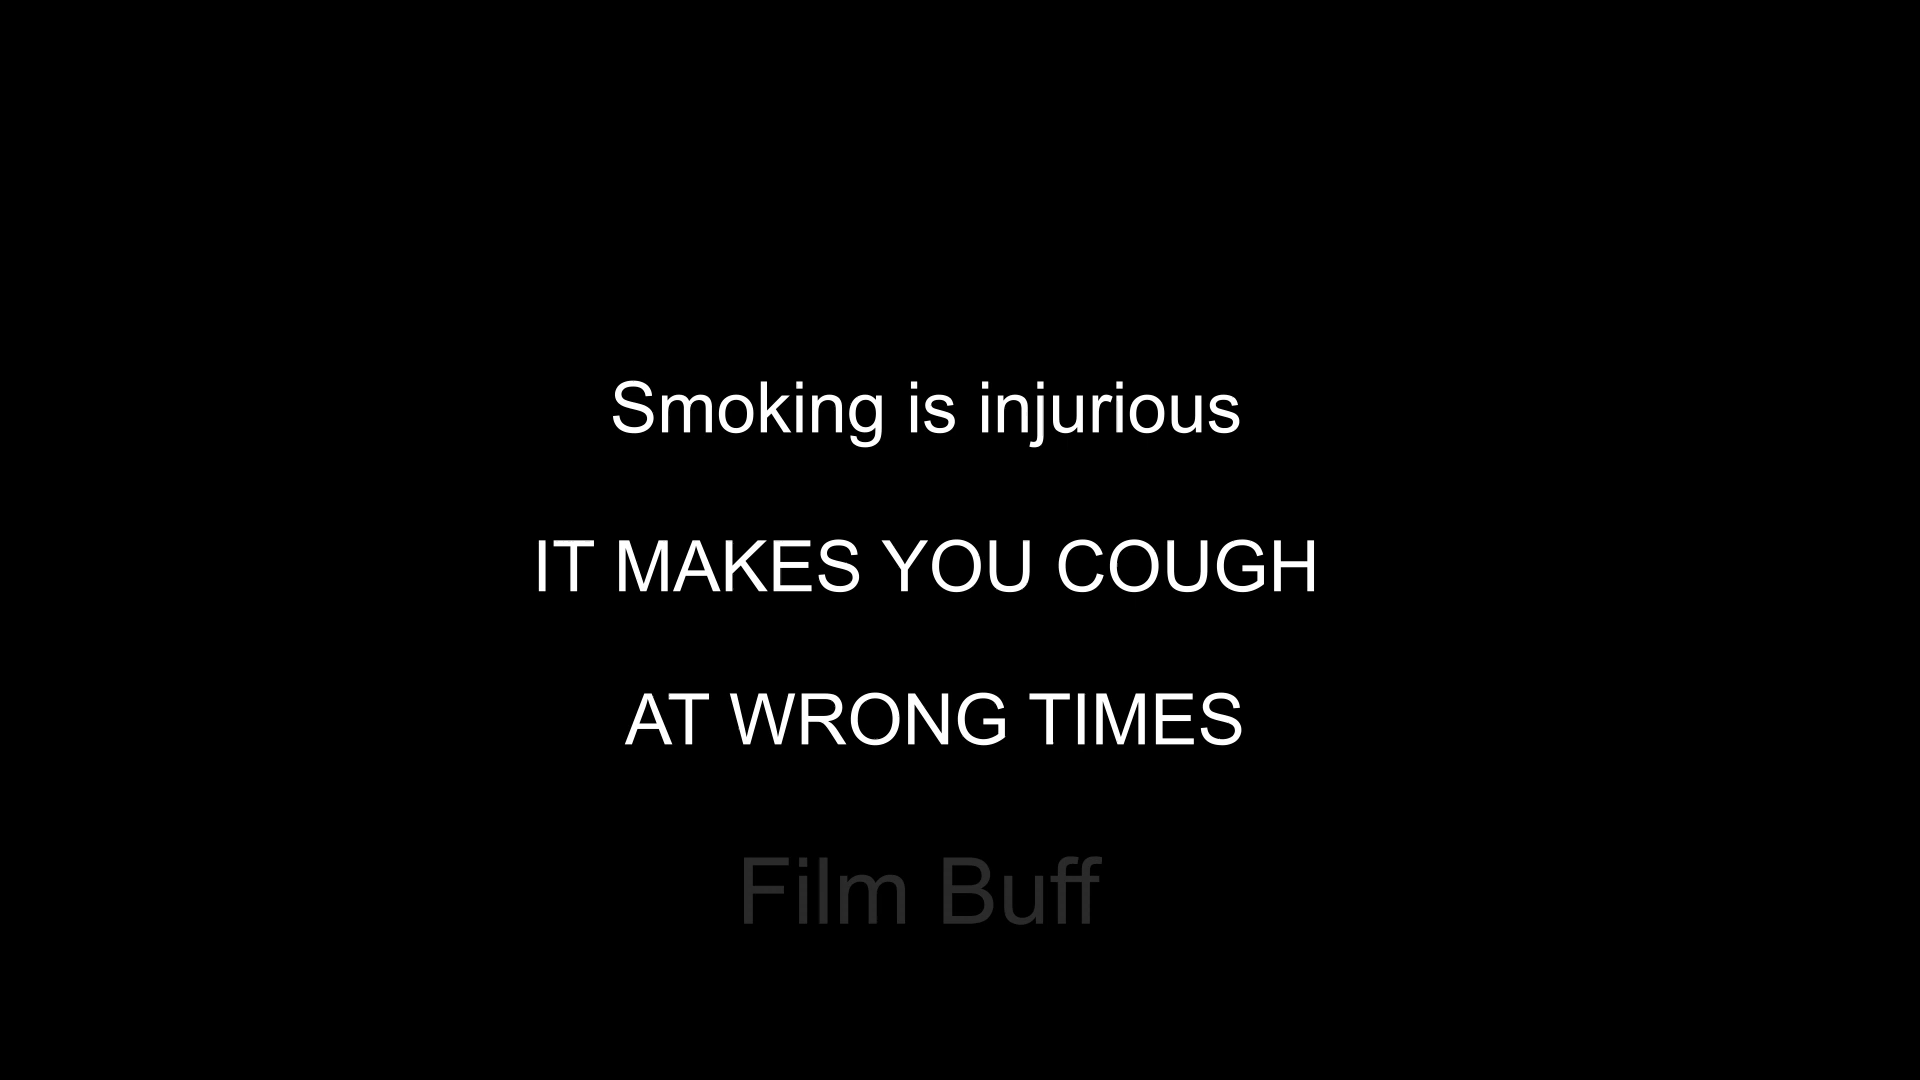 Smoking is injurious
IT MAKES YOU COUGH
AT WRONG TIMES
Film Buff